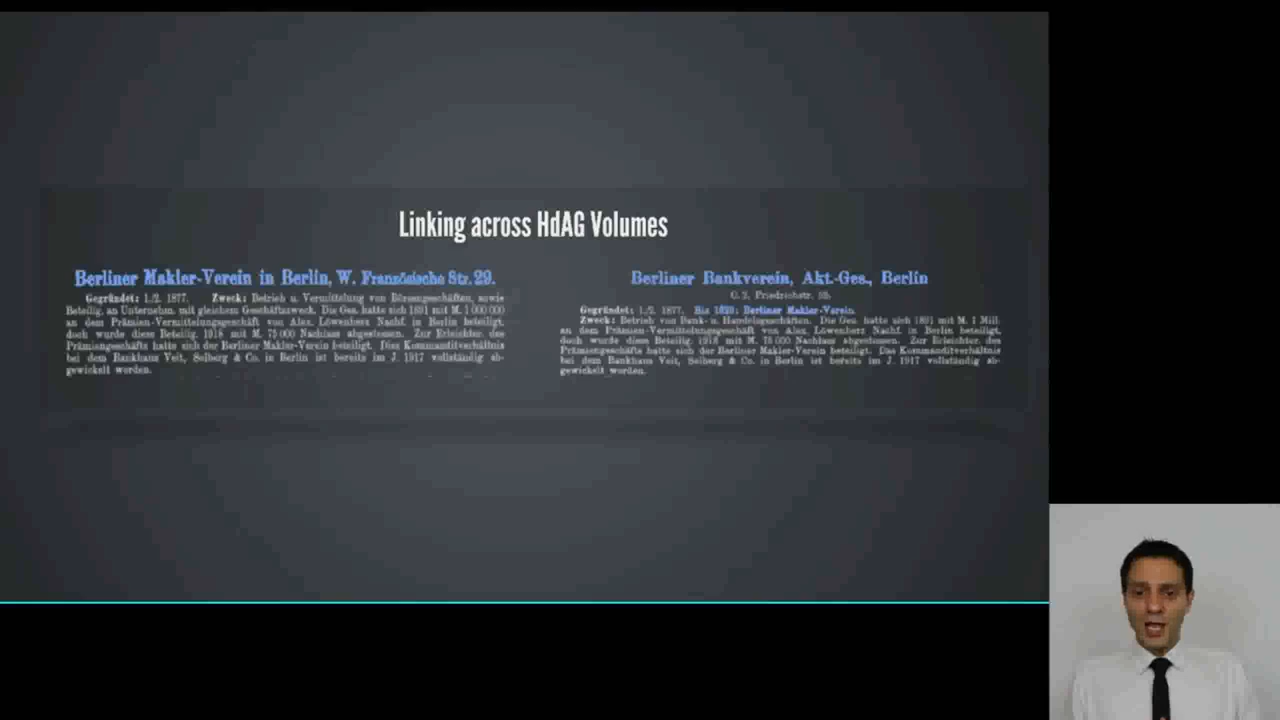 Linking across HdAG Volumes
Berliner Makler-Verein in Berlin, W. Französische Str. 29.
Gegründet: 1./2. 1877. Zweck: Betrieb u. Vermittelung von Börsengeschäften, sowie
Beteilig. an Unternehm. mit gleichem Geschäftszweck. Die Ges. hatte sich 1891 mit M. 1 000 000
an dem Prämien-Vermittelungsgeschäft von Alex. Löwenherz Nachf. in Berlin beteiligt,
doch wurde diese Beteilig. 1918 mit M. 75 000 Nachlass abgestossen. Zur Erleichter. des
Prämiengeschäfts hatte sich der Berliner Makler-Verein beteiligt. Das Kommanditverhältnis
bei dem Bankhaus Veit, Selberg & Co. in Berlin ist bereits im J. 1917 vollständig ab-
gewickelt worden.
Berliner Bankverein, Akt.-Ges., Berlin
C. 2, Friedrichstr.
Gegründet: 1./2. 1877. Bis Berliner Makler-Verein.
Zweck: Betrieb von Bank- u. Handelsgeschäften. Die Ges. hatte sich 1891 mit M. 1 Mill.
an dem Prämien-Vermittelungsgeschäft von Alex. Löwenherz Nachf. in Berlin beteiligt,
doch wurde diese Beteilig. 1918 mit M. 75 000 Nachlass abgestossen. Zur Erleichter. des
Prämiengeschäfts hatte sich der Berliner Makler-Verein beteiligt. Das Kommanditverhältnis
bei dem Bankhaus Veit, Selberg & Co. in Berlin ist bereits im J. 1917 vollständig ab-
gewickelt worden.